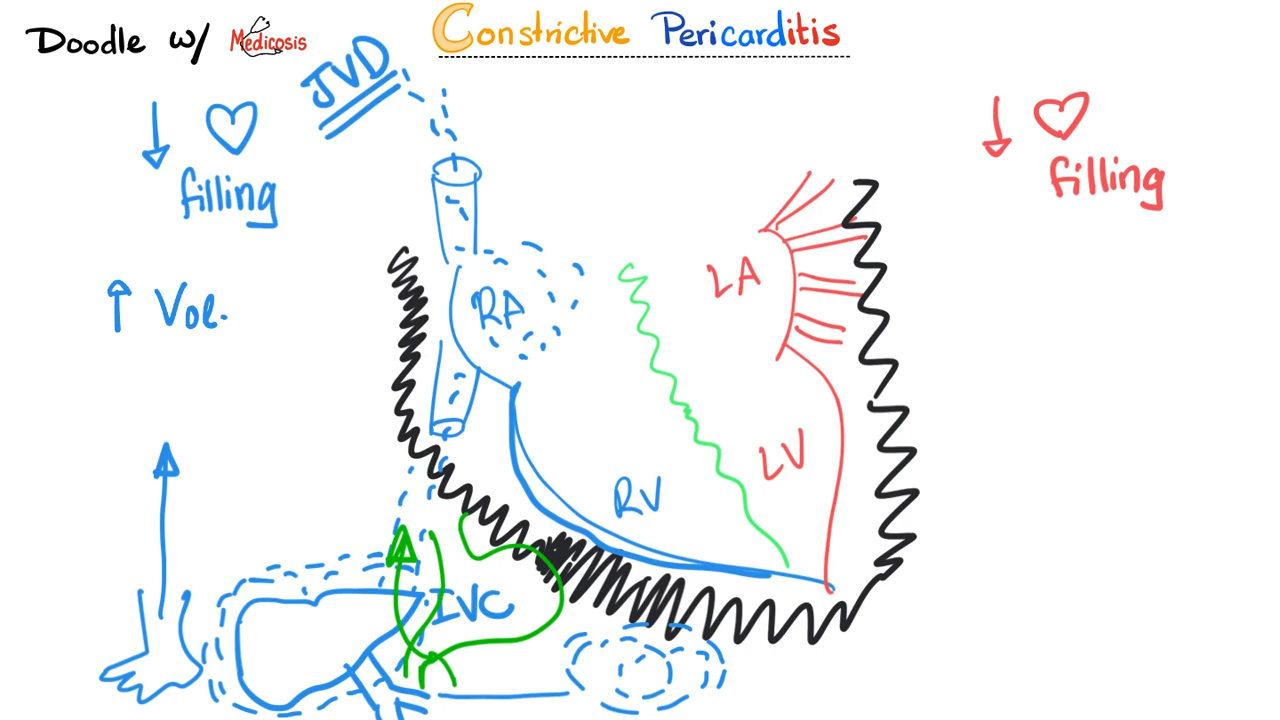 Doodle w/ Medicosis
Constrictive Pericarditis
JVD
↓ ♡
filling
↓ ♡
filling
↑ Vol.
RA
LA
LV
RV
IVC